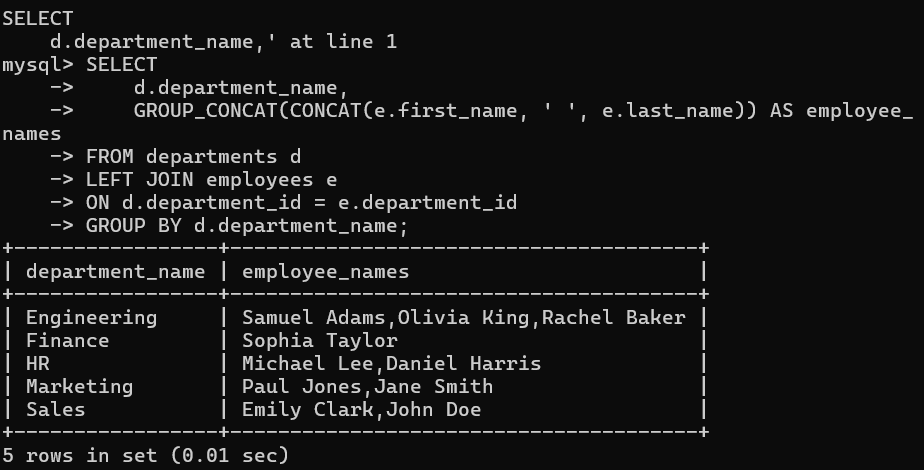 SELECT
    d.department_name,' at line 1
mysql> SELECT
    ->     d.department_name,
    ->     GROUP_CONCAT(CONCAT(e.first_name, ' ', e.last_name)) AS employee_
names
    -> FROM departments d
    -> LEFT JOIN employees e
    -> ON d.department_id = e.department_id
    -> GROUP BY d.department_name;
+-----------------+---------------------------------------+
| department_name | employee_names                        |
+-----------------+---------------------------------------+
| Engineering     | Samuel Adams,Olivia King,Rachel Baker |
| Finance         | Sophia Taylor                         |
| HR              | Michael Lee,Daniel Harris             |
| Marketing       | Paul Jones,Jane Smith                 |
| Sales           | Emily Clark,John Doe                  |
+-----------------+---------------------------------------+
5 rows in set (0.01 sec)